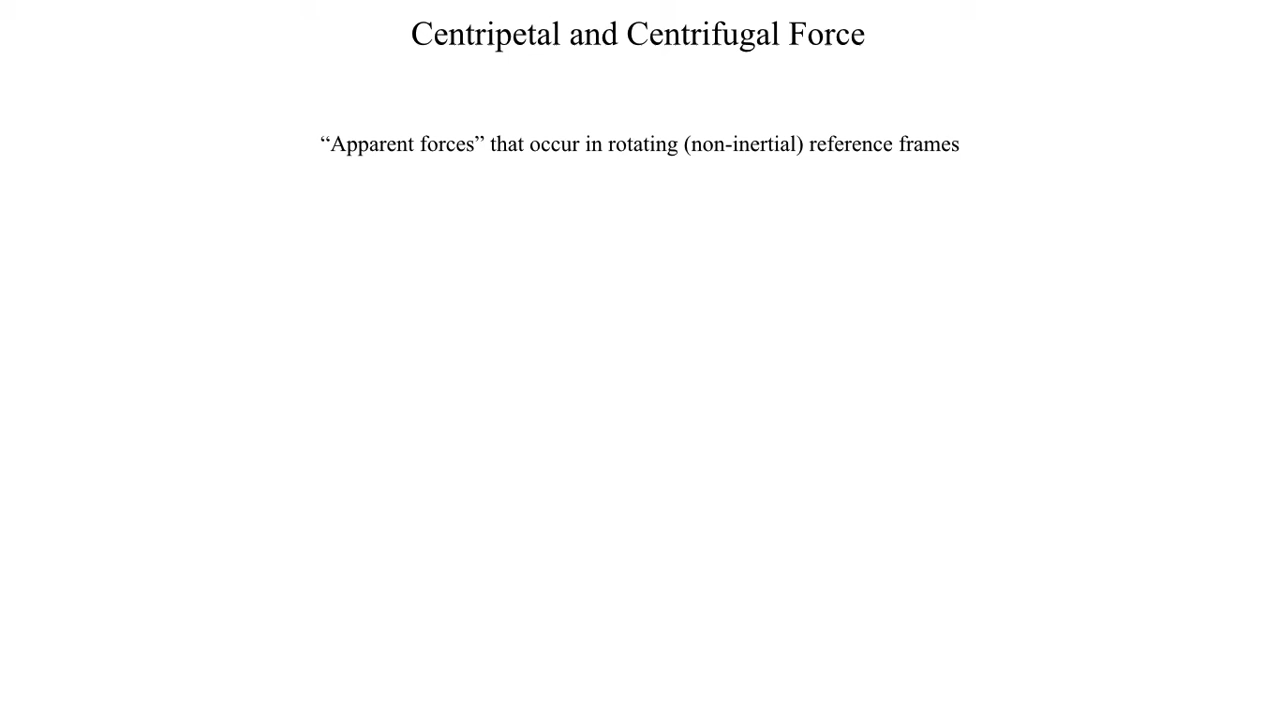 Centripetal and Centrifugal Force
“Apparent forces” that occur in rotating (non-inertial) reference frames